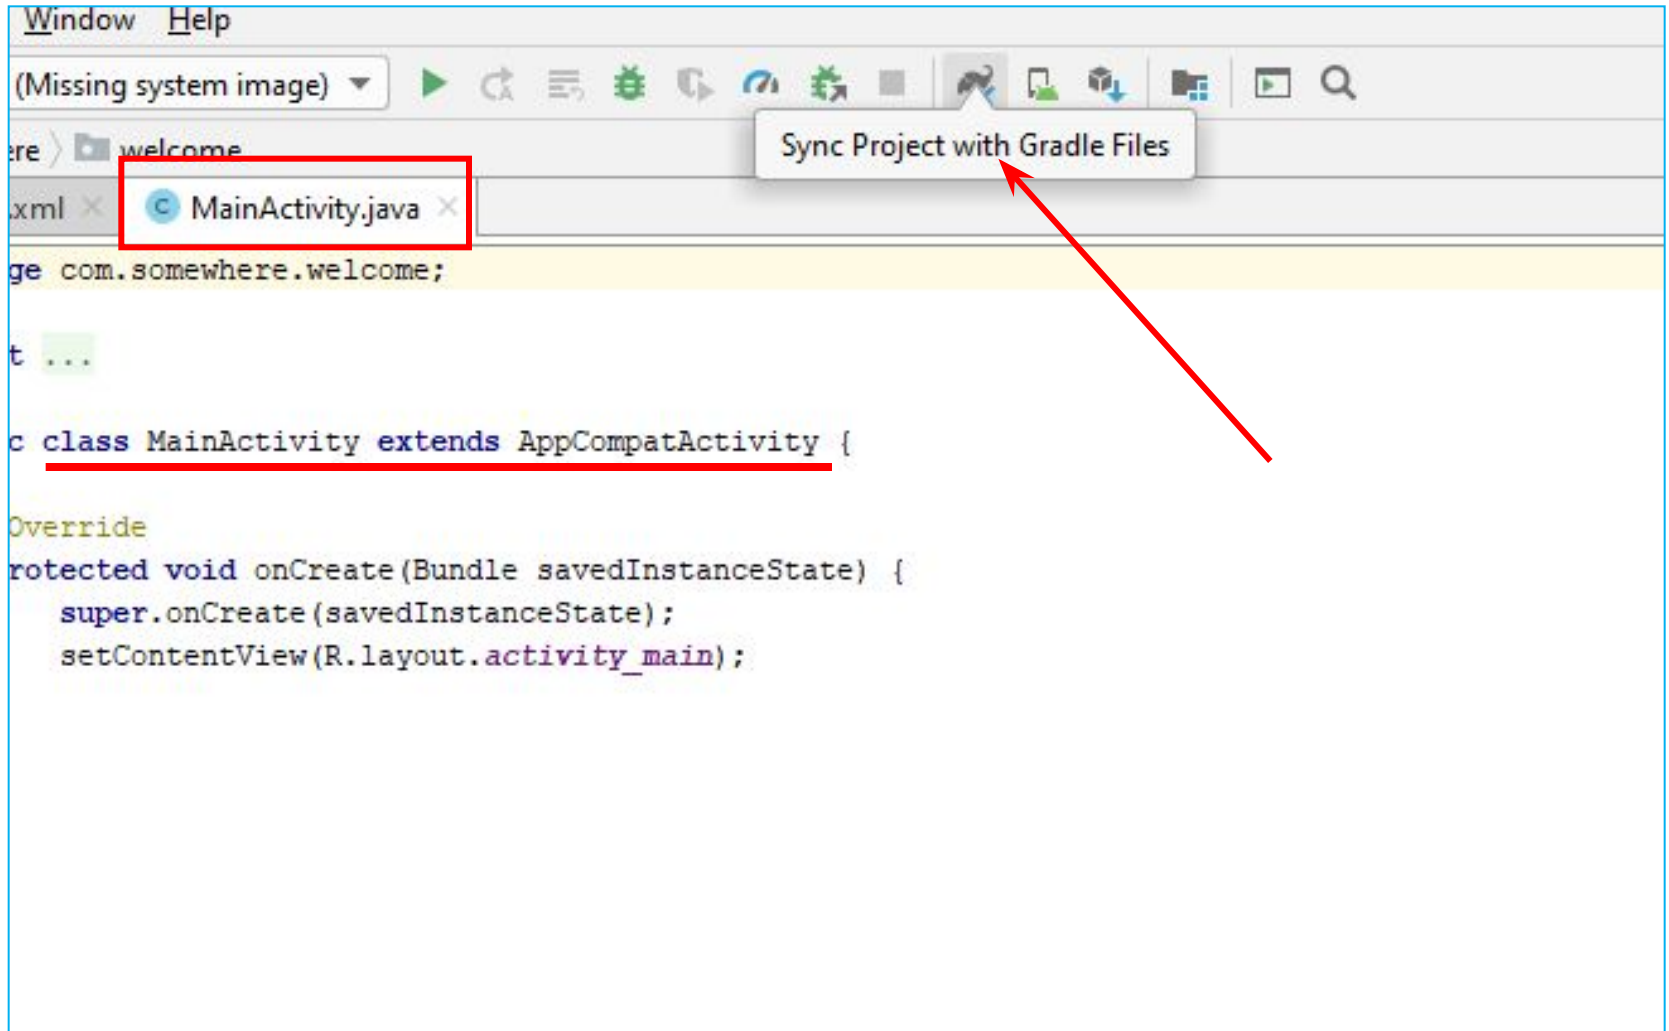 Window Help
(Missing system image)
ere welcome
Sync Project with Gradle Files
.xml MainActivity.java
ge com.somewhere.welcome;
t ...
c class MainActivity extends AppCompatActivity {
Override
rotected void onCreate(Bundle savedInstanceState) {
super.onCreate(savedInstanceState);
setContentView(R.layout.activity_main);